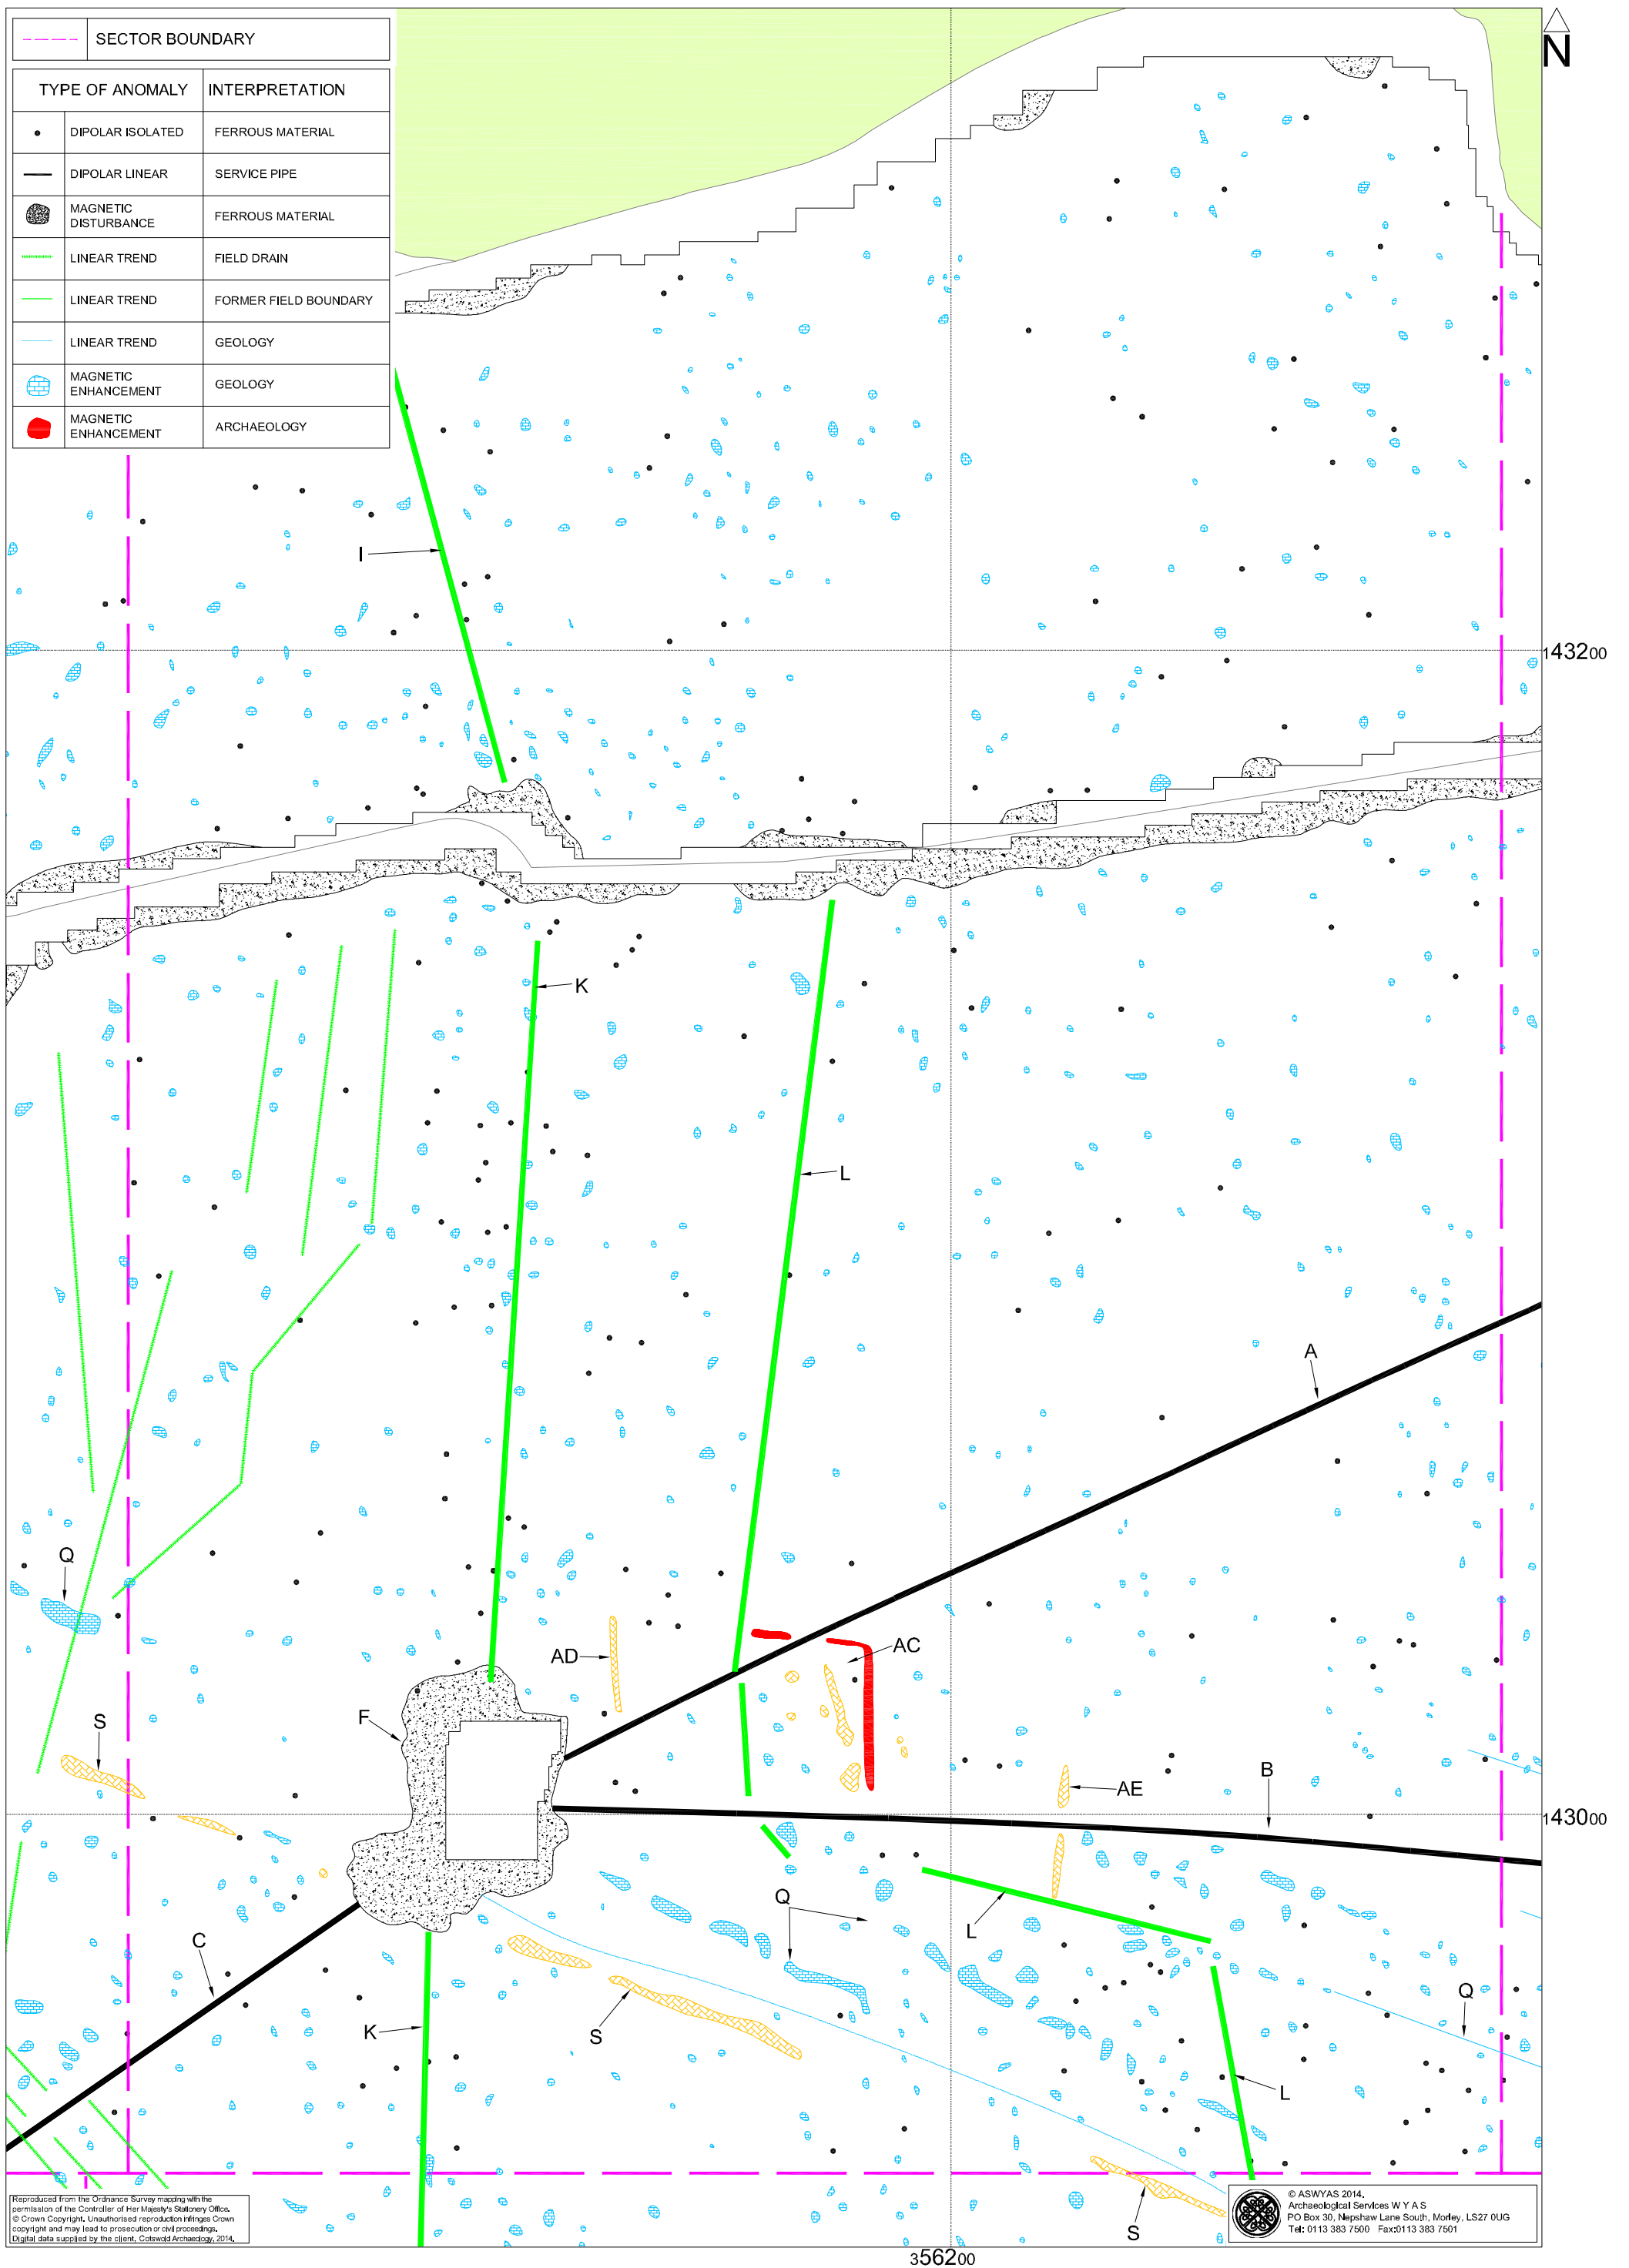 SECTOR BOUNDARY
TYPE OF ANOMALY INTERPRETATION
DIPOLAR ISOLATED FERROUS MATERIAL
DIPOLAR LINEAR SERVICE PIPE
MAGNETIC
DISTURBANCE
FERROUS MATERIAL
LINEAR TREND FIELD DRAIN
LINEAR TREND FORMER FIELD BOUNDARY
LINEAR TREND GEOLOGY
MAGNETIC
ENHANCEMENT
GEOLOGY
MAGNETIC
ENHANCEMENT
ARCHAEOLOGY
N
I
143200
K
L
A
Q
AD
AC
S
F
AE
B
143000
Q
L
C
Q
K
S
L
S
Reproduced from the Ordnance Survey mapping with the
permission of the Controller of Her Majesty's Stationery Office.
© Crown Copyright. Unauthorised reproduction infringes Crown
copyright and may lead to prosecution or civil proceedings.
Digital data supplied by the client, Cotswold Archaeology, 2014.
© ASWYAS 2014.
Archaeological Services W Y A S
PO Box 30, Nepshaw Lane South, Morley, LS27 0UG
Tel: 0113 383 7500 Fax:0113 383 7501
356200